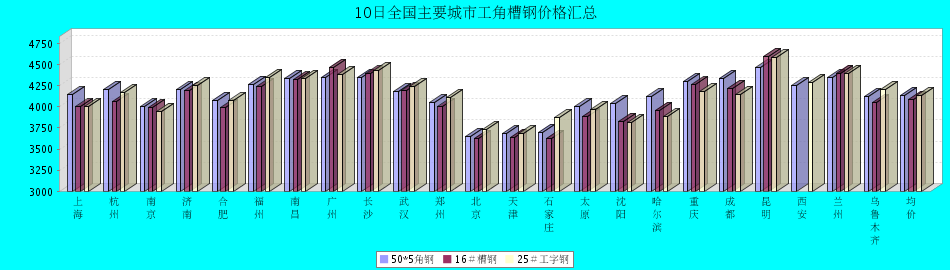 10日全国主要城市工角槽钢价格汇总
4750
4500
4250
4000
3750
3500
3250
3000
上海 杭州 南京 济南 合肥 福州 南昌 广州 长沙 武汉 郑州 北京 天津 石家庄 太原 沈阳 哈尔滨 重庆 成都 昆明 西安 兰州 乌鲁木齐 均价
50*5角钢 16#槽钢 25#工字钢